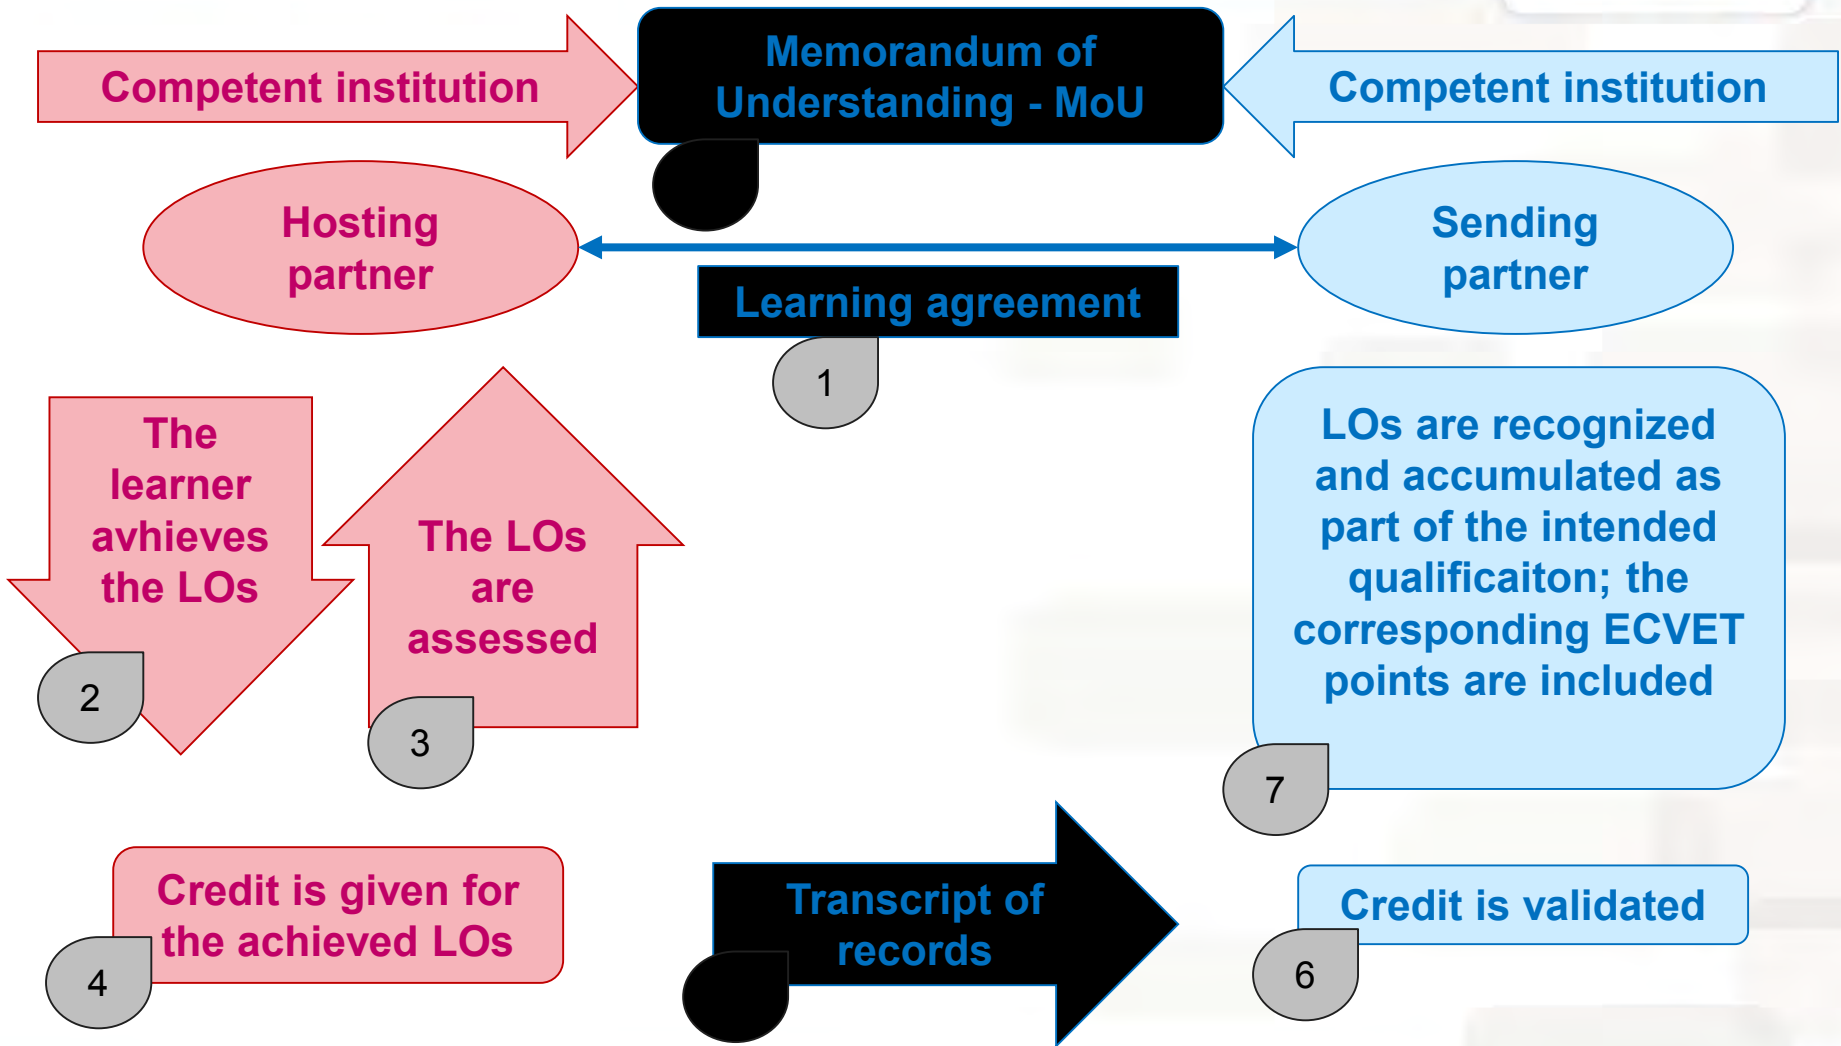 Competent institution
Memorandum of
Understanding - MoU
Competent institution
Hosting
partner
Sending
partner
Learning agreement
1
The
learner
avhieves
the LOs
2
The LOs
are
assessed
3
LOs are recognized
and accumulated as
part of the intended
qualificaiton; the
corresponding ECVET
points are included
7
Credit is given for
the achieved LOs
4
Transcript of
records
Credit is validated
6